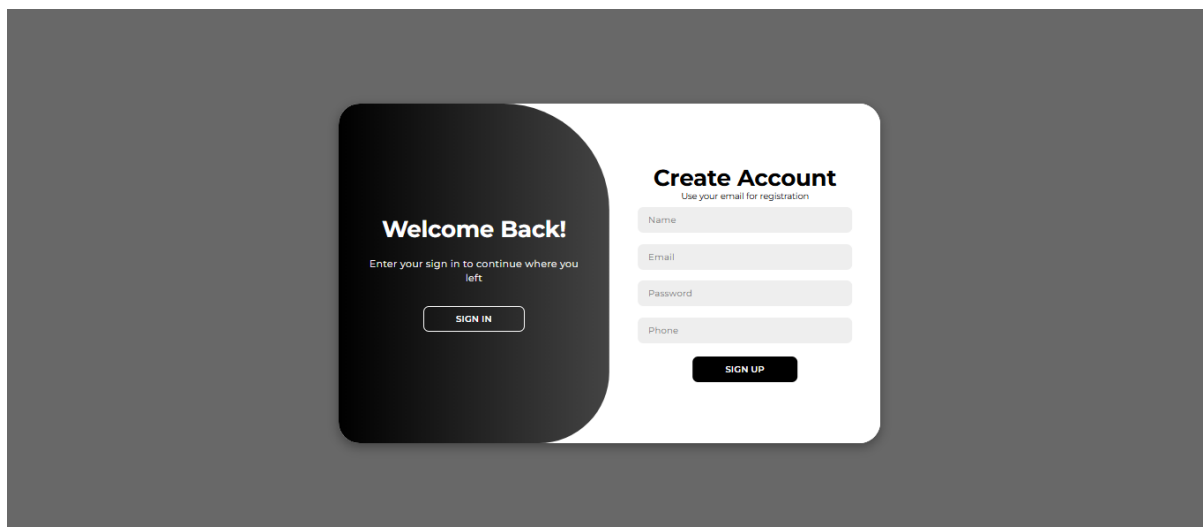 Welcome Back!
Enter your sign in to continue where you
left
SIGN IN
Create Account
Use your email for registration
Name
Email
Password
Phone
SIGN UP